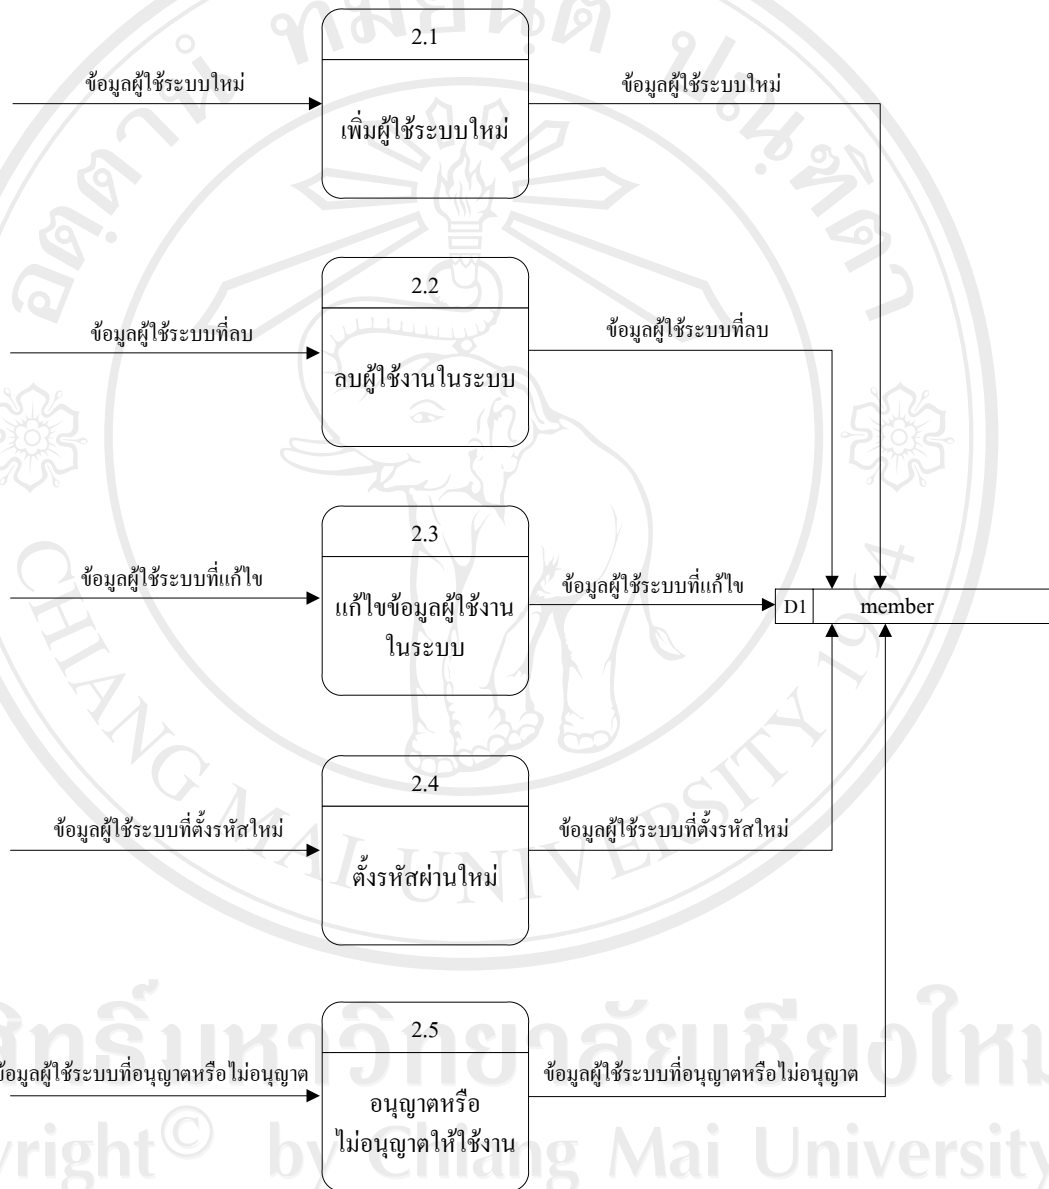 2.1
ข้อมูลผู้ใช้ระบบใหม่
เพิ่มผู้ใช้ระบบใหม่
ข้อมูลผู้ใช้ระบบใหม่
2.2
ข้อมูลผู้ใช้ระบบที่ลบ
ลบผู้ใช้งานในระบบ
ข้อมูลผู้ใช้ระบบที่ลบ
2.3
ข้อมูลผู้ใช้ระบบที่แก้ไข
แก้ไขข้อมูลผู้ใช้งาน
ในระบบ
ข้อมูลผู้ใช้ระบบที่แก้ไข
D1 member
2.4
ข้อมูลผู้ใช้ระบบที่ตั้งรหัสใหม่
ตั้งรหัสผ่านใหม่
ข้อมูลผู้ใช้ระบบที่ตั้งรหัสใหม่
2.5
ข้อมูลผู้ใช้ระบบที่อนุญาตหรือไม่อนุญาต
อนุญาตหรือ
ไม่อนุญาตให้ใช้งาน
ข้อมูลผู้ใช้ระบบที่อนุญาตหรือไม่อนุญาต
CHIANG MAI UNIVERSITY 1964
by Chiang Mai University